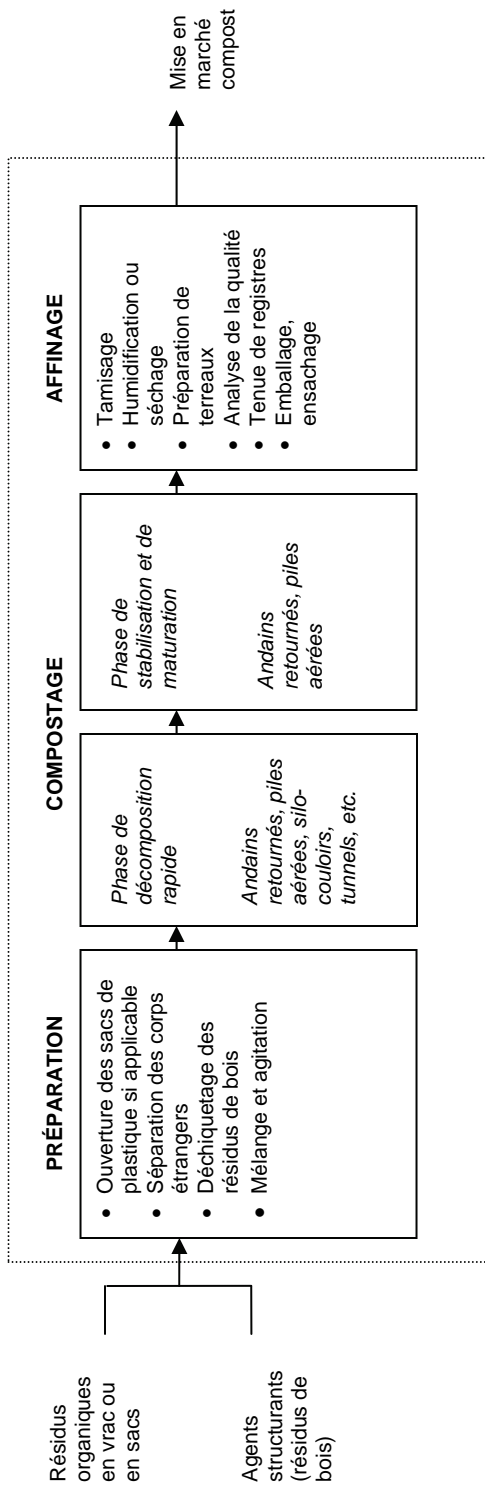 Résidus
organiques
en vrac ou
en sacs
Agents
structurants
(résidus de
bois)
PRÉPARATION
• Ouverture des sacs de
plastique si applicable
• Séparation des corps
étrangers
• Déchiquetage des
résidus de bois
• Mélange et agitation
COMPOSTAGE
Phase de
décomposition
rapide
Andains
retournés, piles
aérées, silo-
couloirs,
tunnels, etc.
Phase de
stabilisation et de
maturation
Andains
retournés, piles
aérées
AFFINAGE
• Tamisage
• Humidification ou
séchage
• Préparation de
terreaux
• Analyse de la qualité
• Tenue de registres
• Emballage,
ensachage
Mise en
marché
compost